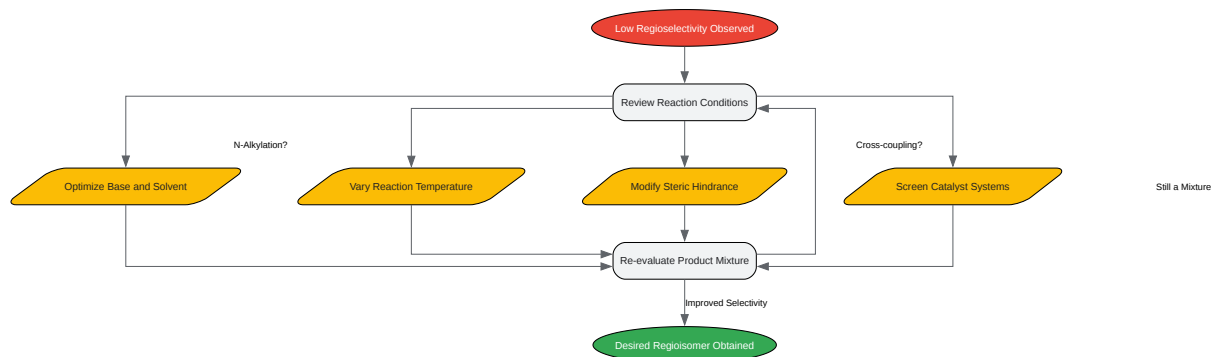 Low Regioselectivity Observed
Review Reaction Conditions
N-Alkylation?
Cross-coupling?
Optimize Base and Solvent
Vary Reaction Temperature
Modify Steric Hindrance
Screen Catalyst Systems
Still a Mixture
Re-evaluate Product Mixture
Improved Selectivity
Desired Regioisomer Obtained